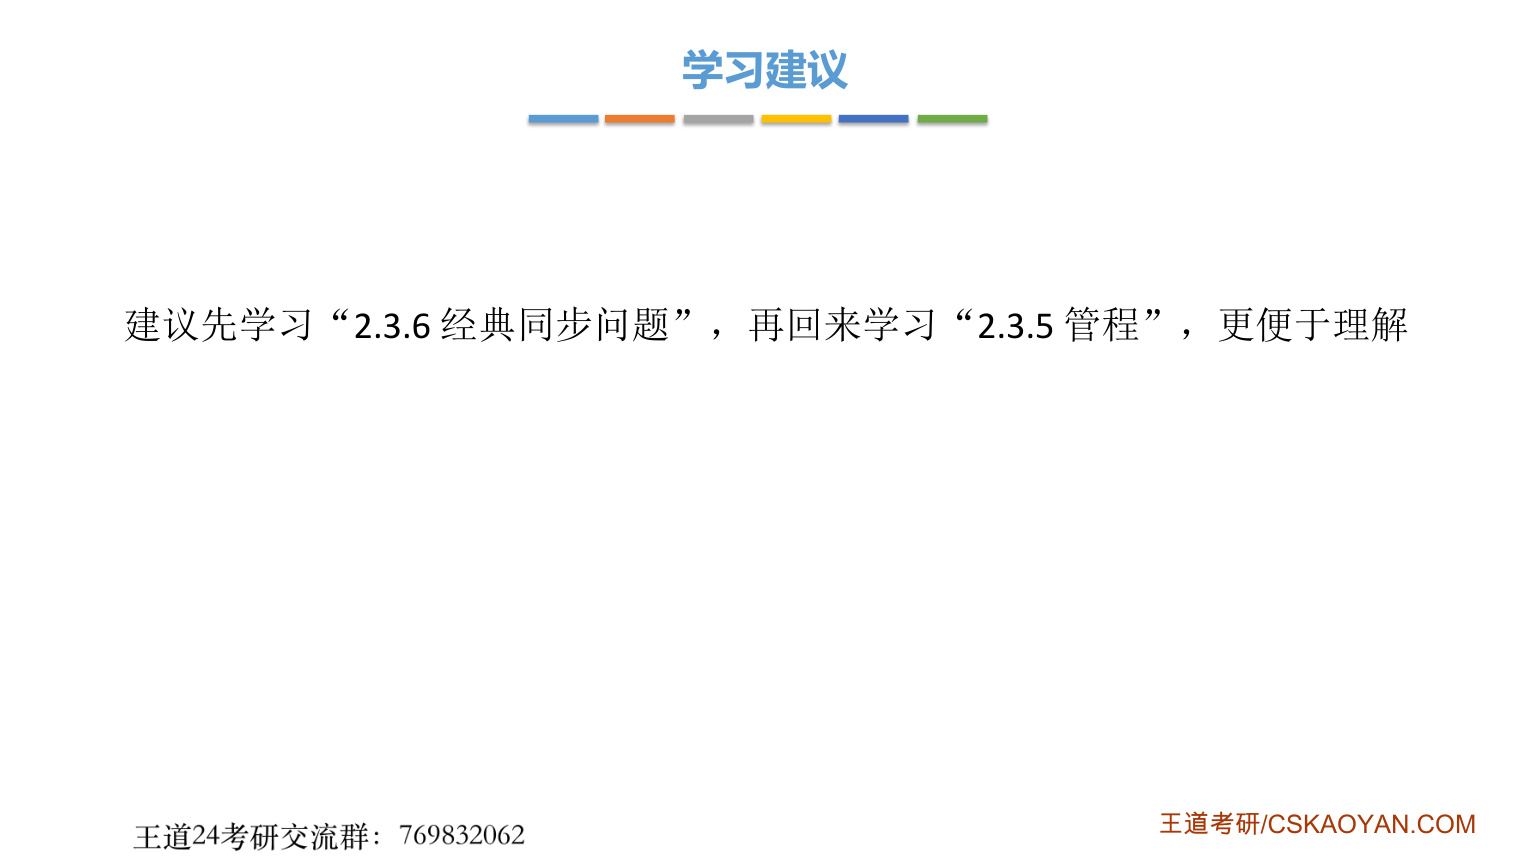 学习建议
建议先学习“2.3.6 经典同步问题”，再回来学习“2.3.5 管程”，更便于理解
王道24考研交流群：769832062
王道考研/CSKAOYAN.COM